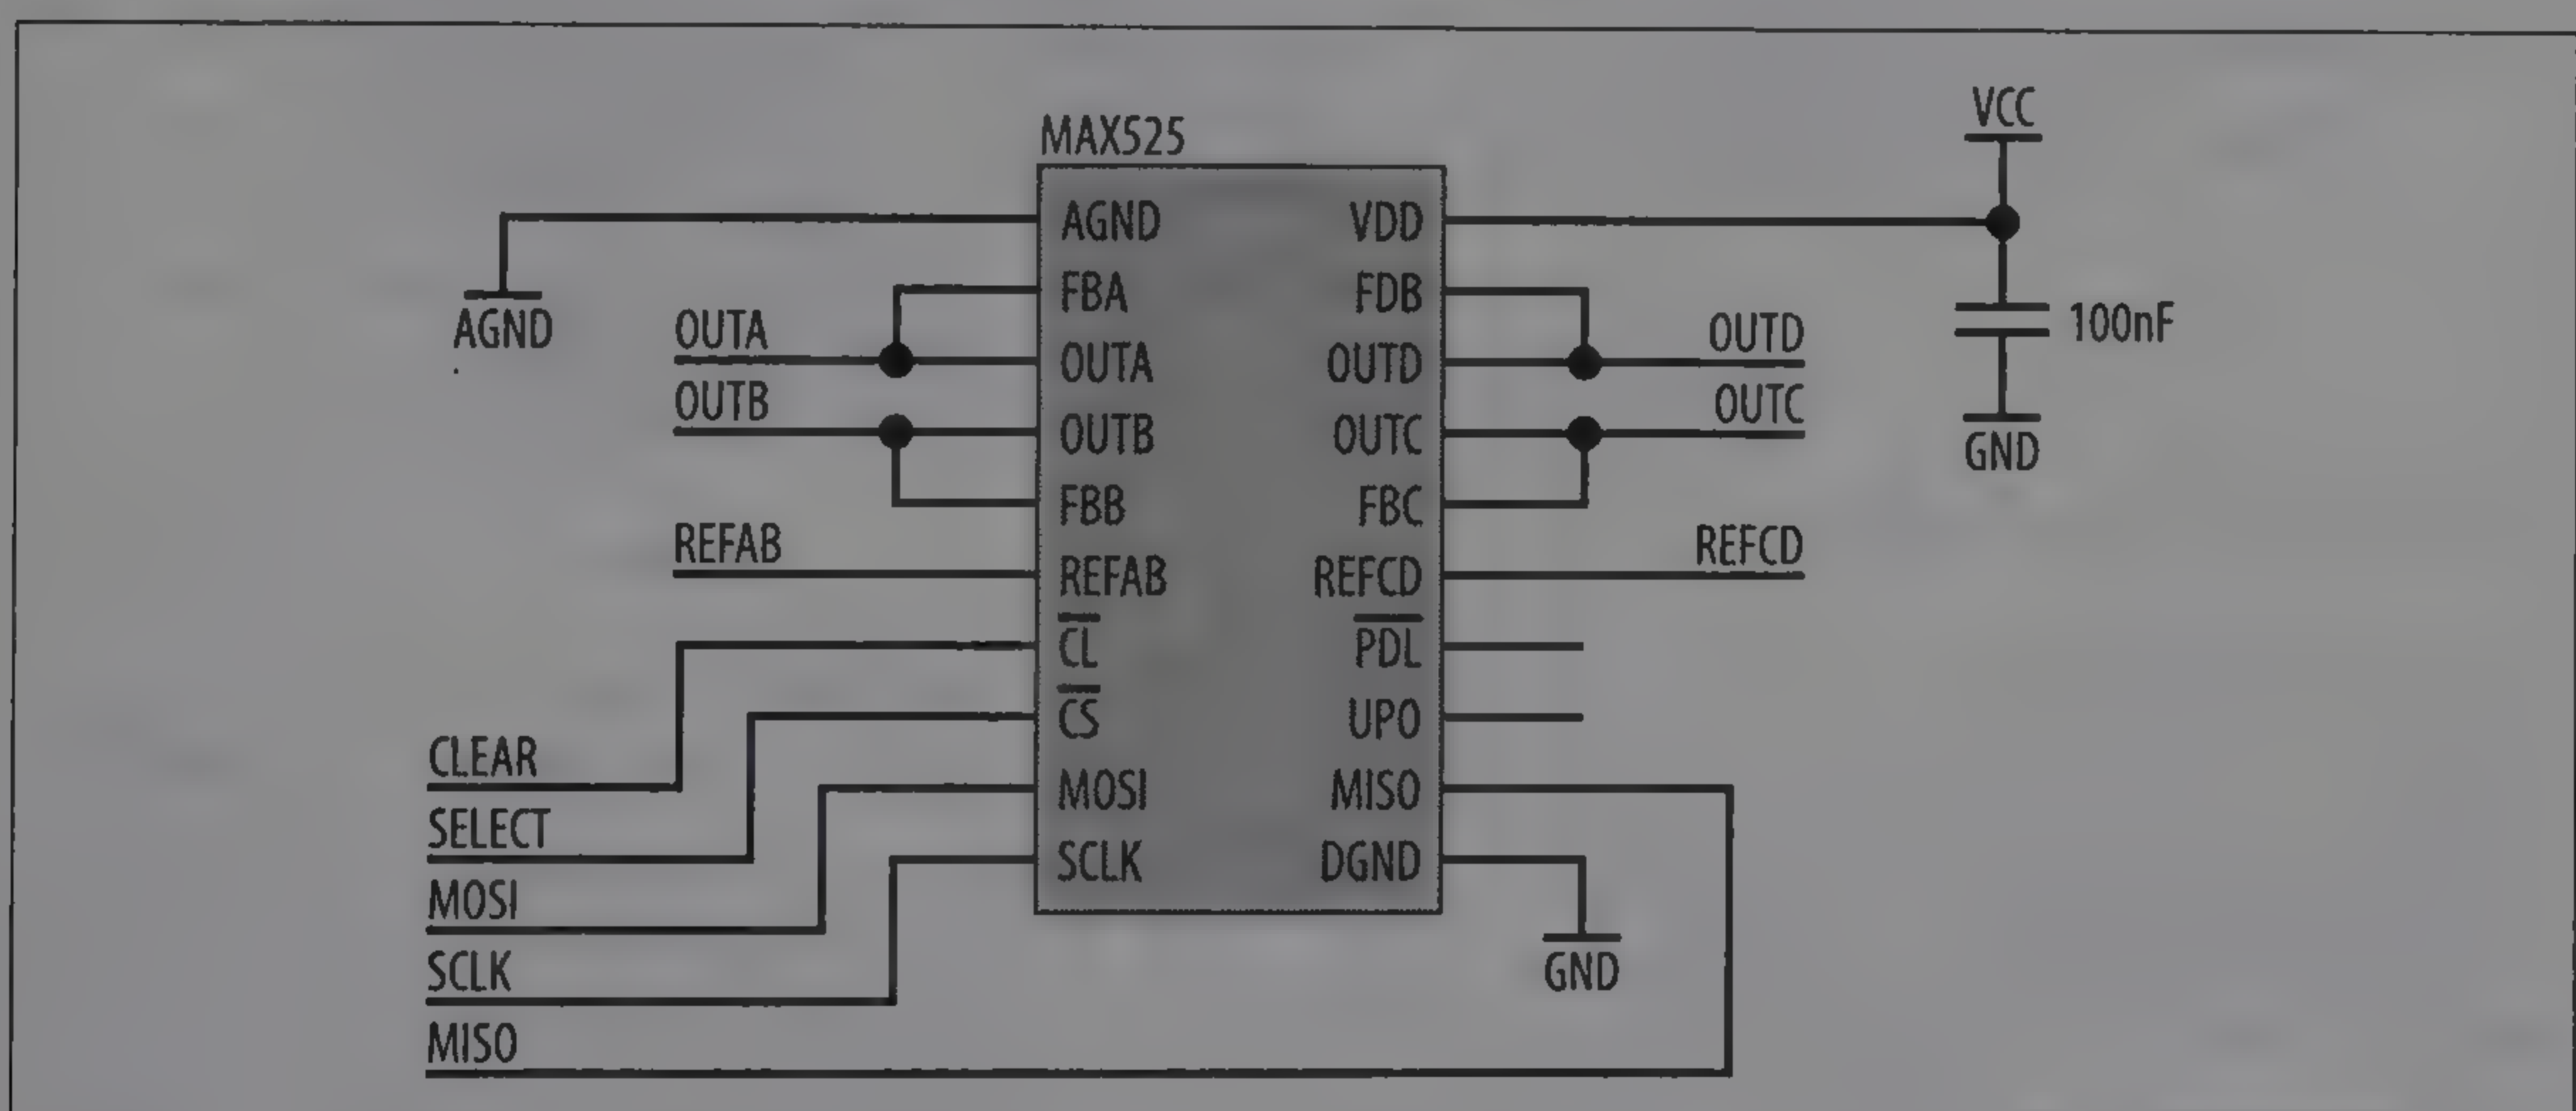 VCC
MAX525
AGND VDD
FBA FDB
AGND
OUTA OUTA OUTD OUTD
100nF
OUTB OUTB OUTC OUTC
GND
FBB FBC
REFAB REFAB REFCD REFCD
CL PDL
CS UPO
CLEAR
MOSI MISO
SELECT
SCLK DGND
MOSI
SCLK
GND
MISO